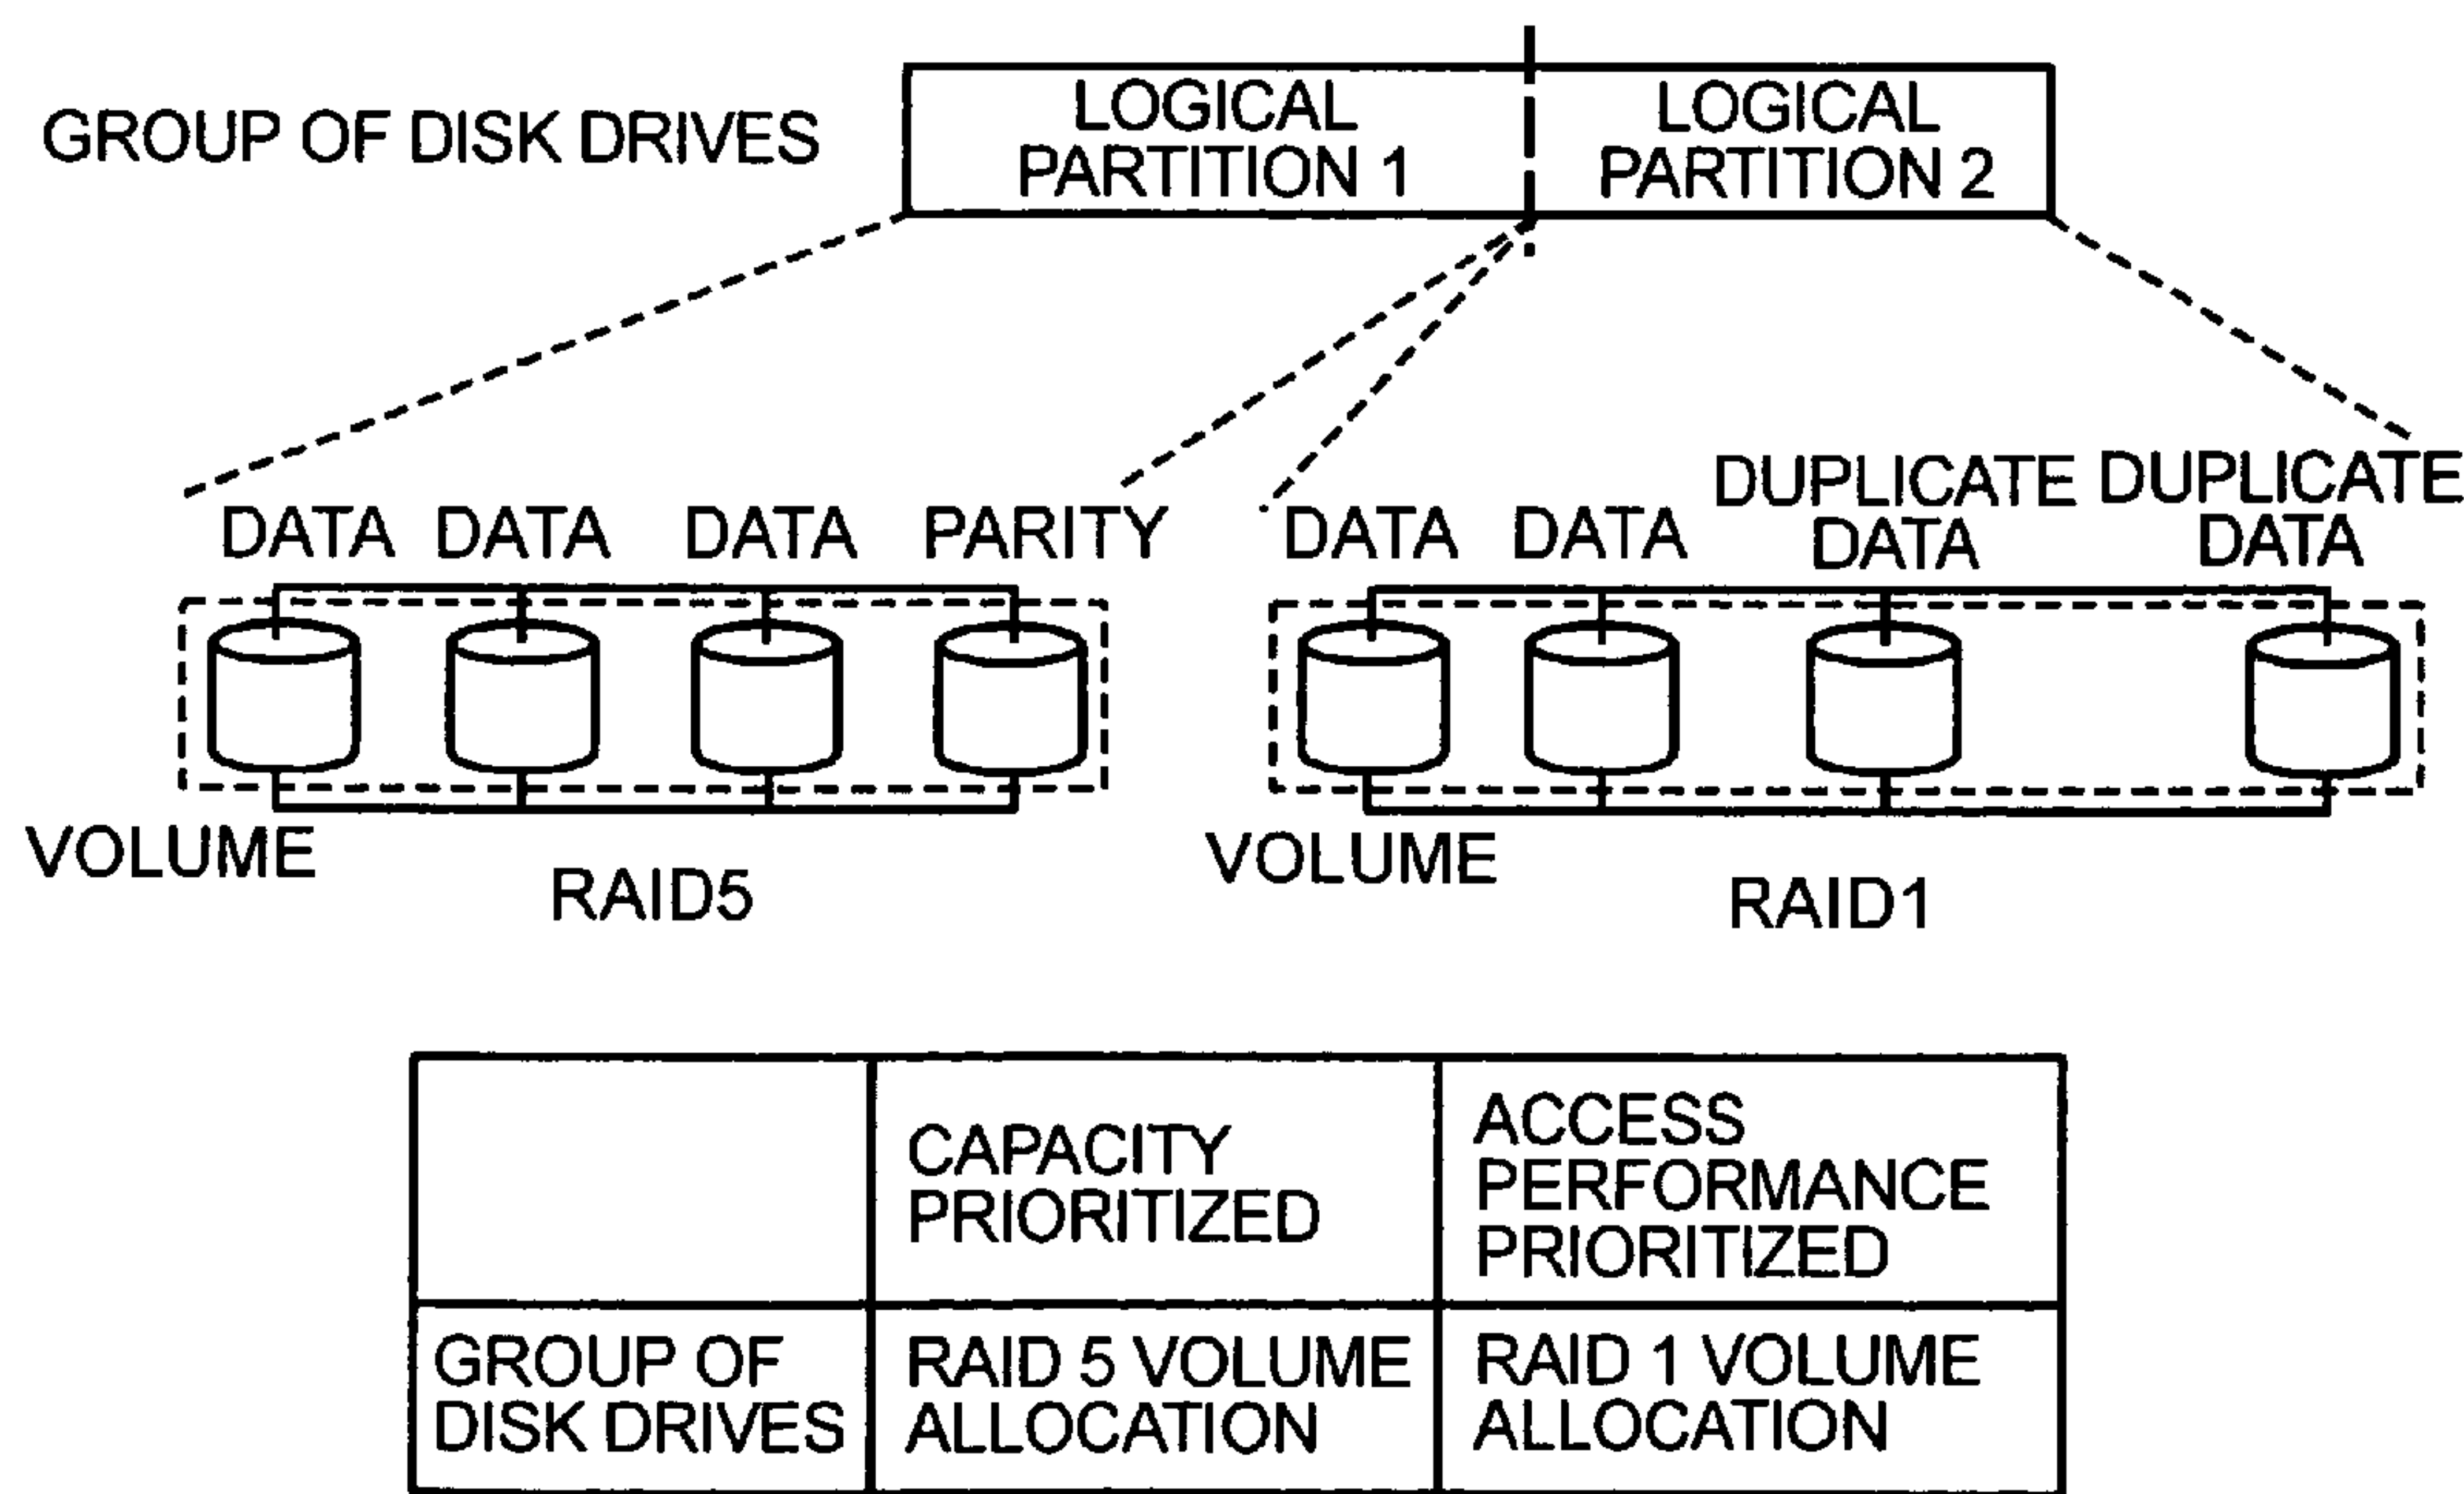 GROUP OF DISK DRIVES
LOGICAL
PARTITION 1
LOGICAL
PARTITION 2
DATA
DATA
DATA
PARITY
DATA
DATA
DUPLICATE
DATA
DUPLICATE
DATA
VOLUME
RAID5
VOLUME
RAID1
CAPACITY
PRIORITIZED
ACCESS
PERFORMANCE
PRIORITIZED
GROUP OF
DISK DRIVES
RAID 5 VOLUME
ALLOCATION
RAID 1 VOLUME
ALLOCATION